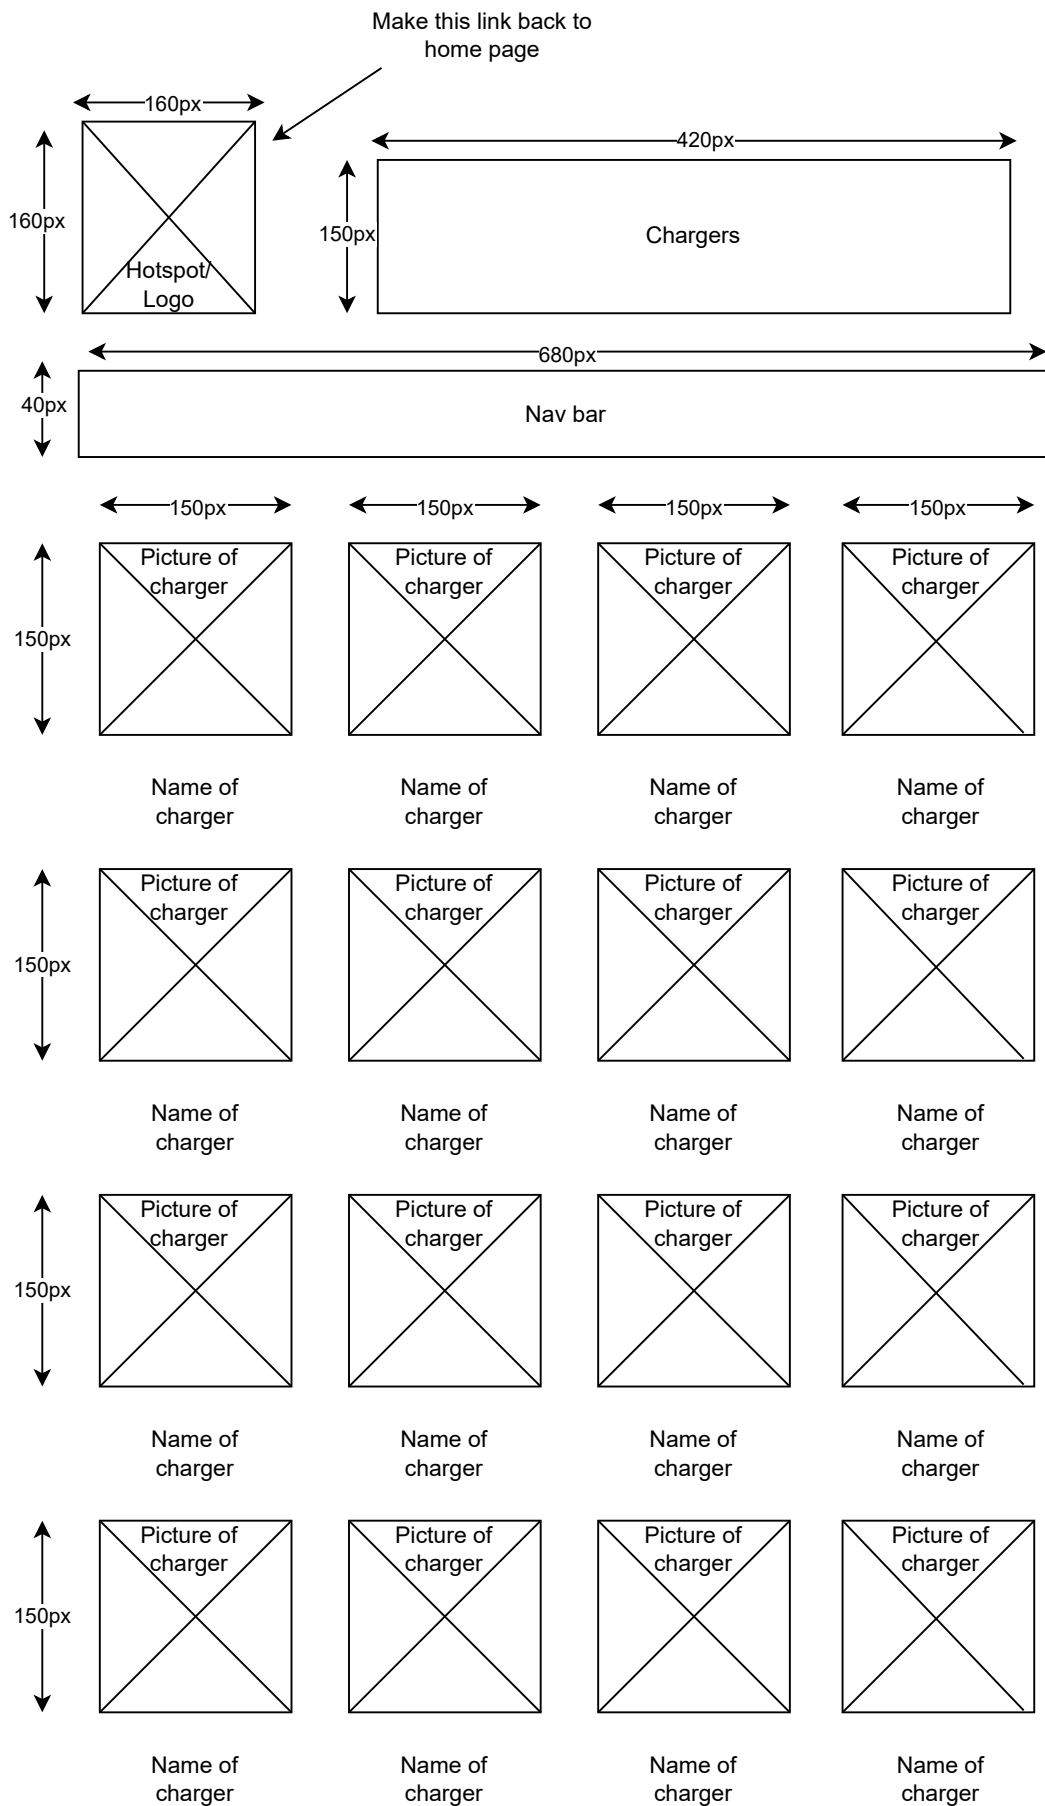 Make this link back to
home page
160px
420px
160px
150px
Chargers
Hotspot/
Logo
680px
40px
Nav bar
150px
150px
150px
150px
Picture of
charger
Picture of
charger
Picture of
charger
Picture of
charger
150px
Name of
charger
Name of
charger
Name of
charger
Name of
charger
Picture of
charger
Picture of
charger
Picture of
charger
Picture of
charger
150px
Name of
charger
Name of
charger
Name of
charger
Name of
charger
Picture of
charger
Picture of
charger
Picture of
charger
Picture of
charger
150px
Name of
charger
Name of
charger
Name of
charger
Name of
charger
Picture of
charger
Picture of
charger
Picture of
charger
Picture of
charger
150px
Name of
charger
Name of
charger
Name of
charger
Name of
charger